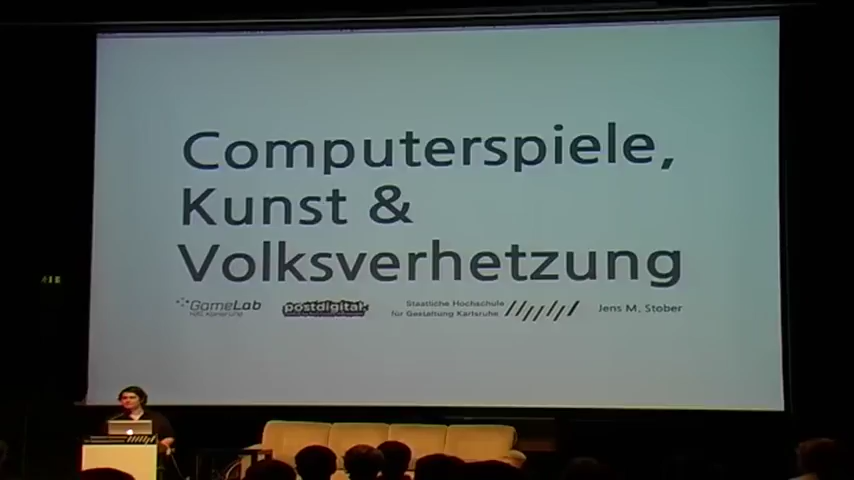 Computerspiele,
Kunst &
Volksverhetzung
GameLab
postdigital
Staatliche Hochschule
für Gestaltung Karlsruhe
Jens M. Stober